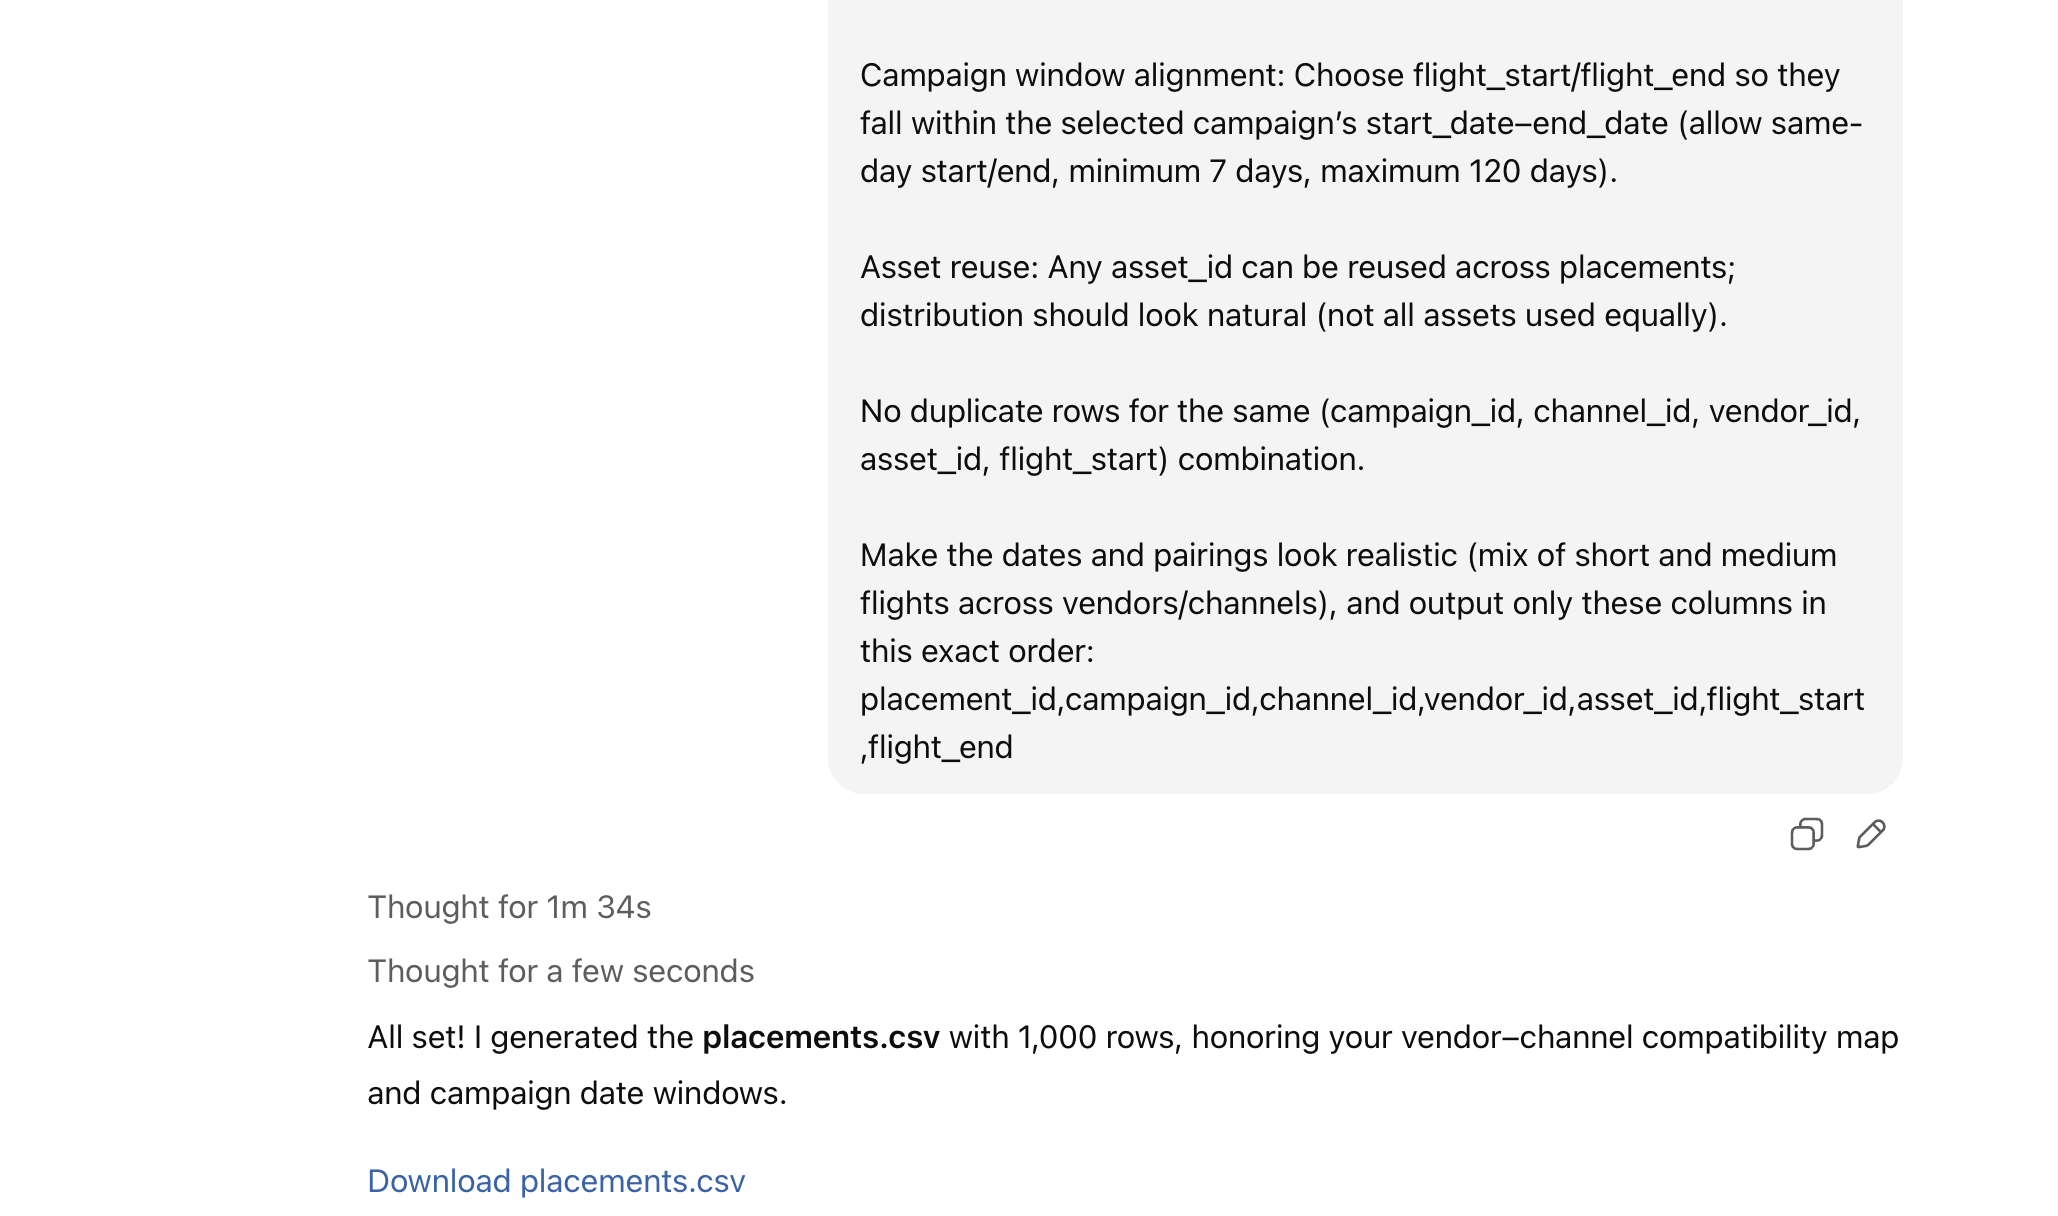 Campaign window alignment: Choose flight_start/flight_end so they
fall within the selected campaign’s start_date–end_date (allow same-
day start/end, minimum 7 days, maximum 120 days).
Asset reuse: Any asset_id can be reused across placements;
distribution should look natural (not all assets used equally).
No duplicate rows for the same (campaign_id, channel_id, vendor_id,
asset_id, flight_start) combination.
Make the dates and pairings look realistic (mix of short and medium
flights across vendors/channels), and output only these columns in
this exact order:
placement_id,campaign_id,channel_id,vendor_id,asset_id,flight_start
,flight_end
Thought for 1m 34s
Thought for a few seconds
All set! I generated the placements.csv with 1,000 rows, honoring your vendor–channel compatibility map
and campaign date windows.
Download placements.csv